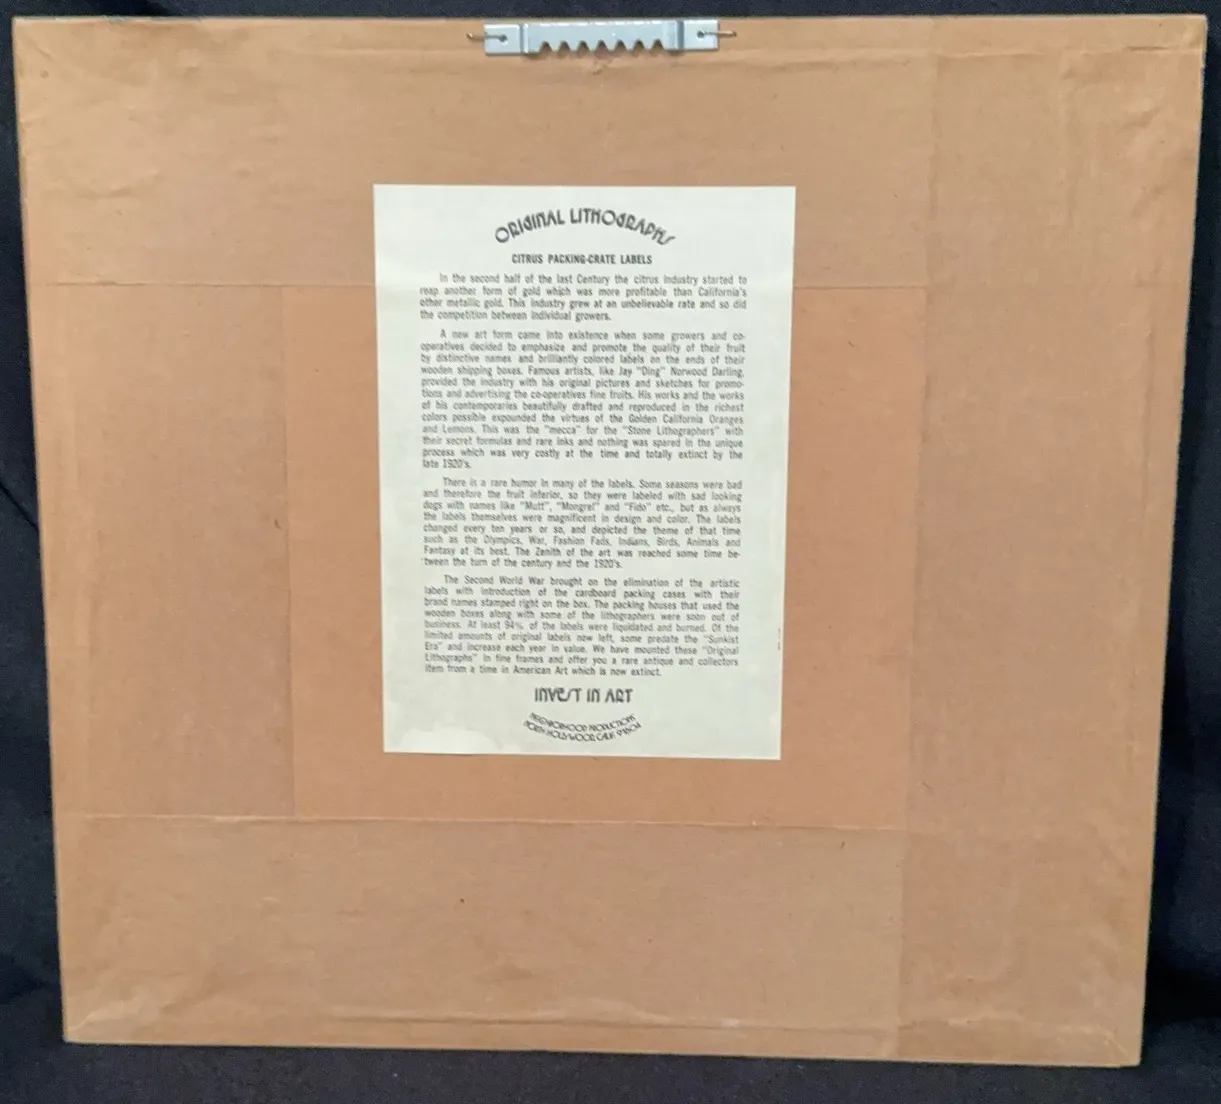 ORIGINAL LITHOGRAPHS
CITRUS PACKING-CRATE LABELS
In the second half of the last Century the citrus industry started to
reap another form of gold which was more profitable than California's
other metallic gold. This industry grew at an unbelievable rate and so did
the competition between individual growers.
A new art form came into existence when some growers and co-
operatives decided to emphasize and promote the quality of their fruit
by distinctive names and brilliantly colored labels on the ends of their
wooden shipping boxes. Famous artists, like Jay "Ding" Norwood Darling,
provided the industry with his original pictures and sketches for promo-
tions and advertising the co-operatives fine fruits. His works and the works
of his contemporaries beautifully drafted and reproduced in the richest
colors possible expounded the virtues of the Golden California Oranges
and Lemons. This was the "mecca" for the "Stone Lithographers" with
their secret formulas and rare inks and nothing was spared in the unique
process which was very costly at the time and totally extinct by the
late 1920's.
There is a rare humor in many of the labels. Some seasons were bad
and therefore the fruit inferior, so they were labeled with sad looking
dogs with names like "Mutt", "Mongrel" and "Fido" etc., but as always
the labels themselves were magnificent in design and color. The labels
changed every ten years or so, and depicted the theme of that time
such as the Olympics, War, Fashion Fads, Indians, Birds, Animals and
Fantasy at its best. The Zenith of the art was reached some time be-
tween the turn of the century and the 1920's.
The Second World War brought on the elimination of the artistic
labels with introduction of the cardboard packing cases with their
brand names stamped right on the box. The packing houses that used the
wooden boxes along with some of the lithographers were soon out of
business. At least 94% of the labels were liquidated and burned. Of the
limited amounts of original labels now left, some predate the "Sunkist
Era" and increase each year in value. We have mounted these "Original
Lithographs" in fine frames and offer you a rare antique and collectors
item from a time in American Art which is now extinct.
INVEST IN ART
NEIGHBORHOOD PRODUCTIONS
NORTH HOLLYWOOD, CALIF.